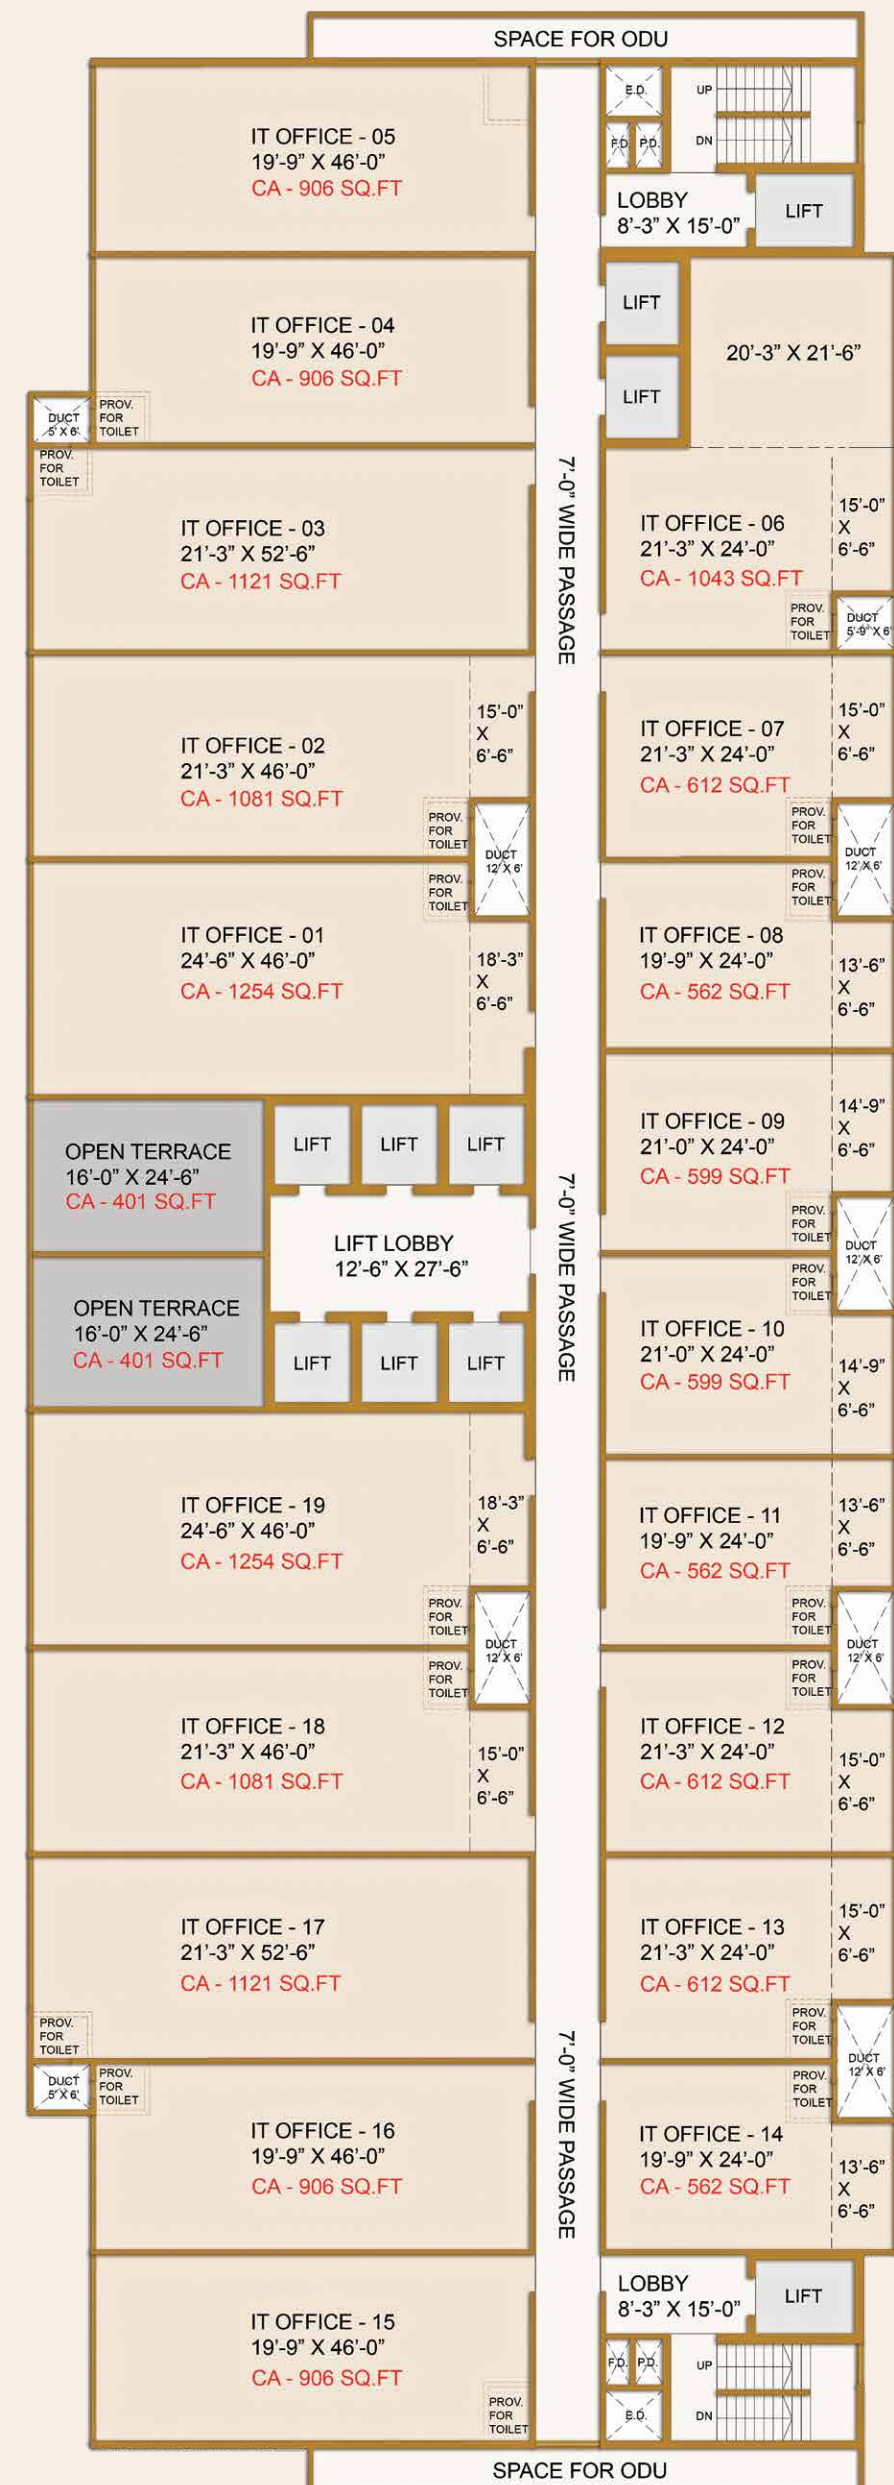 SPACE FOR ODU
E.D.
UP
F.D.
P.D.
DN
IT OFFICE - 05
19'-9" X 46'-0"
CA - 906 SQ.FT
LOBBY
8'-3" X 15'-0"
LIFT
IT OFFICE - 04
19'-9" X 46'-0"
CA - 906 SQ.FT
LIFT
20'-3" X 21'-6"
LIFT
DUCT
5' X 6'
PROV.
FOR
TOILET
PROV.
FOR
TOILET
7'-0" WIDE PASSAGE
IT OFFICE - 03
21'-3" X 52'-6"
CA - 1121 SQ.FT
IT OFFICE - 06
21'-3" X 24'-0"
CA - 1043 SQ.FT
15'-0"
X
6'-6"
PROV.
FOR
TOILET
DUCT
5'-9" X 6'
IT OFFICE - 02
21'-3" X 46'-0"
CA - 1081 SQ.FT
15'-0"
X
6'-6"
IT OFFICE - 07
21'-3" X 24'-0"
CA - 612 SQ.FT
15'-0"
X
6'-6"
PROV.
FOR
TOILET
DUCT
12' X 6'
PROV.
FOR
TOILET
PROV.
FOR
TOILET
DUCT
12' X 6'
PROV.
FOR
TOILET
IT OFFICE - 01
24'-6" X 46'-0"
CA - 1254 SQ.FT
18'-3"
X
6'-6"
IT OFFICE - 08
19'-9" X 24'-0"
CA - 562 SQ.FT
13'-6"
X
6'-6"
OPEN TERRACE
16'-0" X 24'-6"
CA - 401 SQ.FT
LIFT
LIFT
LIFT
IT OFFICE - 09
21'-0" X 24'-0"
CA - 599 SQ.FT
14'-9"
X
6'-6"
7'-0" WIDE PASSAGE
LIFT LOBBY
12'-6" X 27'-6"
PROV.
FOR
TOILET
DUCT
12' X 6'
PROV.
FOR
TOILET
OPEN TERRACE
16'-0" X 24'-6"
CA - 401 SQ.FT
LIFT
LIFT
LIFT
IT OFFICE - 10
21'-0" X 24'-0"
CA - 599 SQ.FT
14'-9"
X
6'-6"
IT OFFICE - 19
24'-6" X 46'-0"
CA - 1254 SQ.FT
18'-3"
X
6'-6"
IT OFFICE - 11
19'-9" X 24'-0"
CA - 562 SQ.FT
13'-6"
X
6'-6"
PROV.
FOR
TOILET
DUCT
12' X 6'
PROV.
FOR
TOILET
PROV.
FOR
TOILET
DUCT
12' X 6'
PROV.
FOR
TOILET
IT OFFICE - 18
21'-3" X 46'-0"
CA - 1081 SQ.FT
15'-0"
X
6'-6"
IT OFFICE - 12
21'-3" X 24'-0"
CA - 612 SQ.FT
15'-0"
X
6'-6"
IT OFFICE - 17
21'-3" X 52'-6"
CA - 1121 SQ.FT
IT OFFICE - 13
21'-3" X 24'-0"
CA - 612 SQ.FT
15'-0"
X
6'-6"
PROV.
FOR
TOILET
DUCT
5' X 6'
PROV.
FOR
TOILET
7'-0" WIDE PASSAGE
PROV.
FOR
TOILET
DUCT
12' X 6'
PROV.
FOR
TOILET
IT OFFICE - 16
19'-9" X 46'-0"
CA - 906 SQ.FT
IT OFFICE - 14
19'-9" X 24'-0"
CA - 562 SQ.FT
13'-6"
X
6'-6"
IT OFFICE - 15
19'-9" X 46'-0"
CA - 906 SQ.FT
PROV.
FOR
TOILET
LOBBY
8'-3" X 15'-0"
LIFT
F.D.
P.D.
UP
E.D.
DN
SPACE FOR ODU